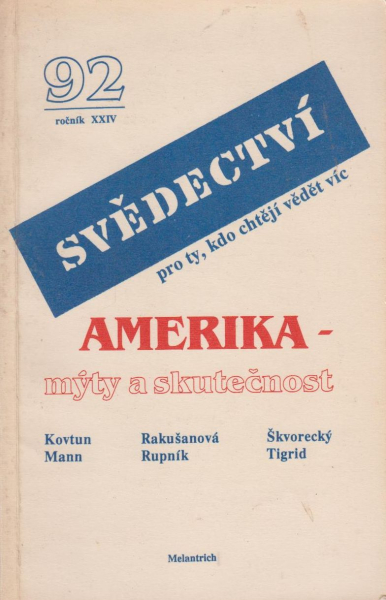 92
ročník XXIV
SVĚDECTVÍ
pro ty, kdo chtějí vědět víc
AMERIKA -
mýty a skutečnost
Kovtun Rakušanová Škvorecký
Mann Rupník Tigrid
Melantrich